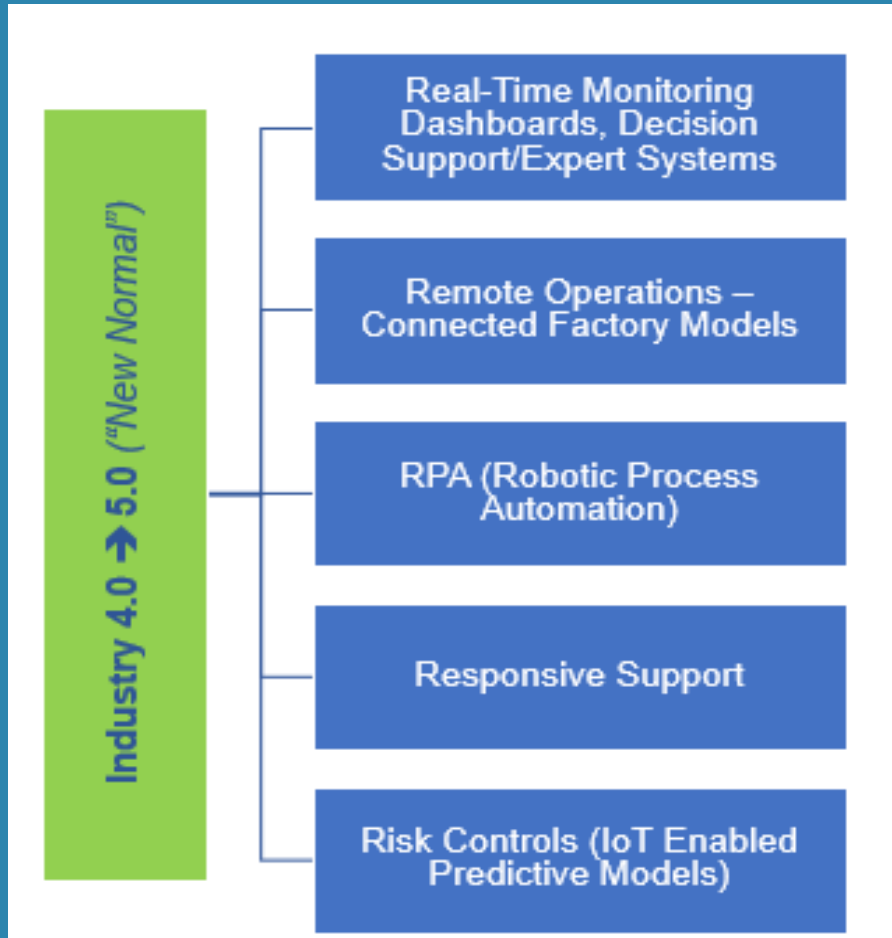 Industry 4.0 ➔ 5.0 (“New Normal”)
Real-Time Monitoring
Dashboards, Decision
Support/Expert Systems
Remote Operations –
Connected Factory Models
RPA (Robotic Process
Automation)
Responsive Support
Risk Controls (IoT Enabled
Predictive Models)